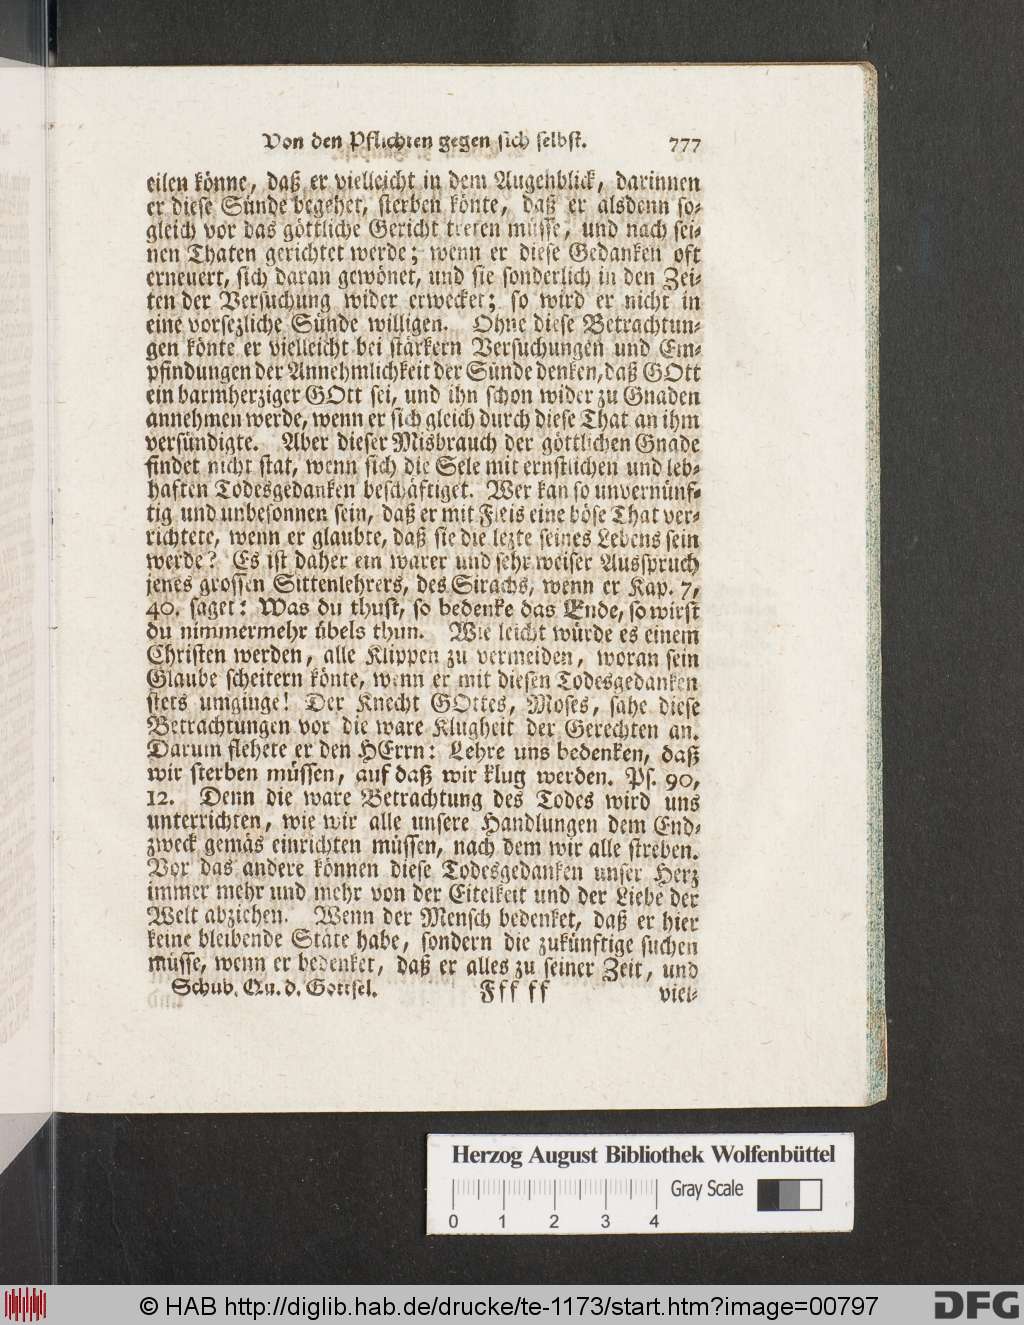 Von den Pflichten gegen sich selbst. 777
eilen könne, daß er vielleicht in dem Augenblick, darinnen
er diese Sünde begehet, sterben könte, daß er alsdenn so-
gleich vor das göttliche Gericht treten müsse, und nach sei-
nen Thaten gerichtet werde; wenn er diese Gedanken oft
erneuert, sich daran gewönet, und sie sonderlich in den Zei-
ten der Versuchung wider erwecket; so wird er nicht in
eine vorsezliche Sünde willigen. Ohne diese Betrachtun-
gen könte er vielleicht bei stärkern Versuchungen und Em-
pfindungen der Annehmlichkeit der Sünde denken, daß GOtt
ein barmherziger GOtt sei, und ihn schon wider zu Gnaden
annehmen werde, wenn er sich gleich durch diese That an ihm
versündigte. Aber dieser Misbrauch der göttlichen Gnade
findet nicht stat, wenn sich die Sele mit ernstlichen und leb-
haften Todesgedanken beschäftiget. Wer kan so unvernünf-
tig und unbesonnen sein, daß er mit Fleis eine böse That ver-
richtete, wenn er glaubte, daß sie die lezte seines Lebens sein
werde? Es ist daher ein warer und sehr weiser Ausspruch
jenes grossen Sittenlehrers, des Sirachs, wenn er Kap. 7,
40. saget: Was du thust, so bedenke das Ende, so wirst
du nimmermehr übels thun. Wie leicht würde es einem
Christen werden, alle Klippen zu vermeiden, woran sein
Glaube scheitern könte, wenn er mit diesen Todesgedanken
stets umginge! Der Knecht GOttes, Moses, sahe diese
Betrachtungen vor die ware Klugheit der Gerechten an.
Darum flehete er den HErrn: Lehre uns bedenken, daß
wir sterben müssen, auf daß wir klug werden. Ps. 90,
12. Denn die ware Betrachtung des Todes wird uns
unterrichten, wie wir alle unsere Handlungen dem End-
zweck gemäs einrichten müssen, nach dem wir alle streben.
Vor das andere können diese Todesgedanken unser Herz
immer mehr und mehr von der Eitelkeit und der Liebe der
Welt abziehen. Wenn der Mensch bedenket, daß er hier
keine bleibende Stäte habe, sondern die zukünftige suchen
müsse, wenn er bedenket, daß er alles zu seiner Zeit, und
Schub. Au. d. Gottsel. Fff ff viel-
Herzog August Bibliothek Wolfenbüttel
Gray Scale
0 1 2 3 4
© HAB http://diglib.hab.de/drucke/te-1173/start.htm?image=00797 DFG